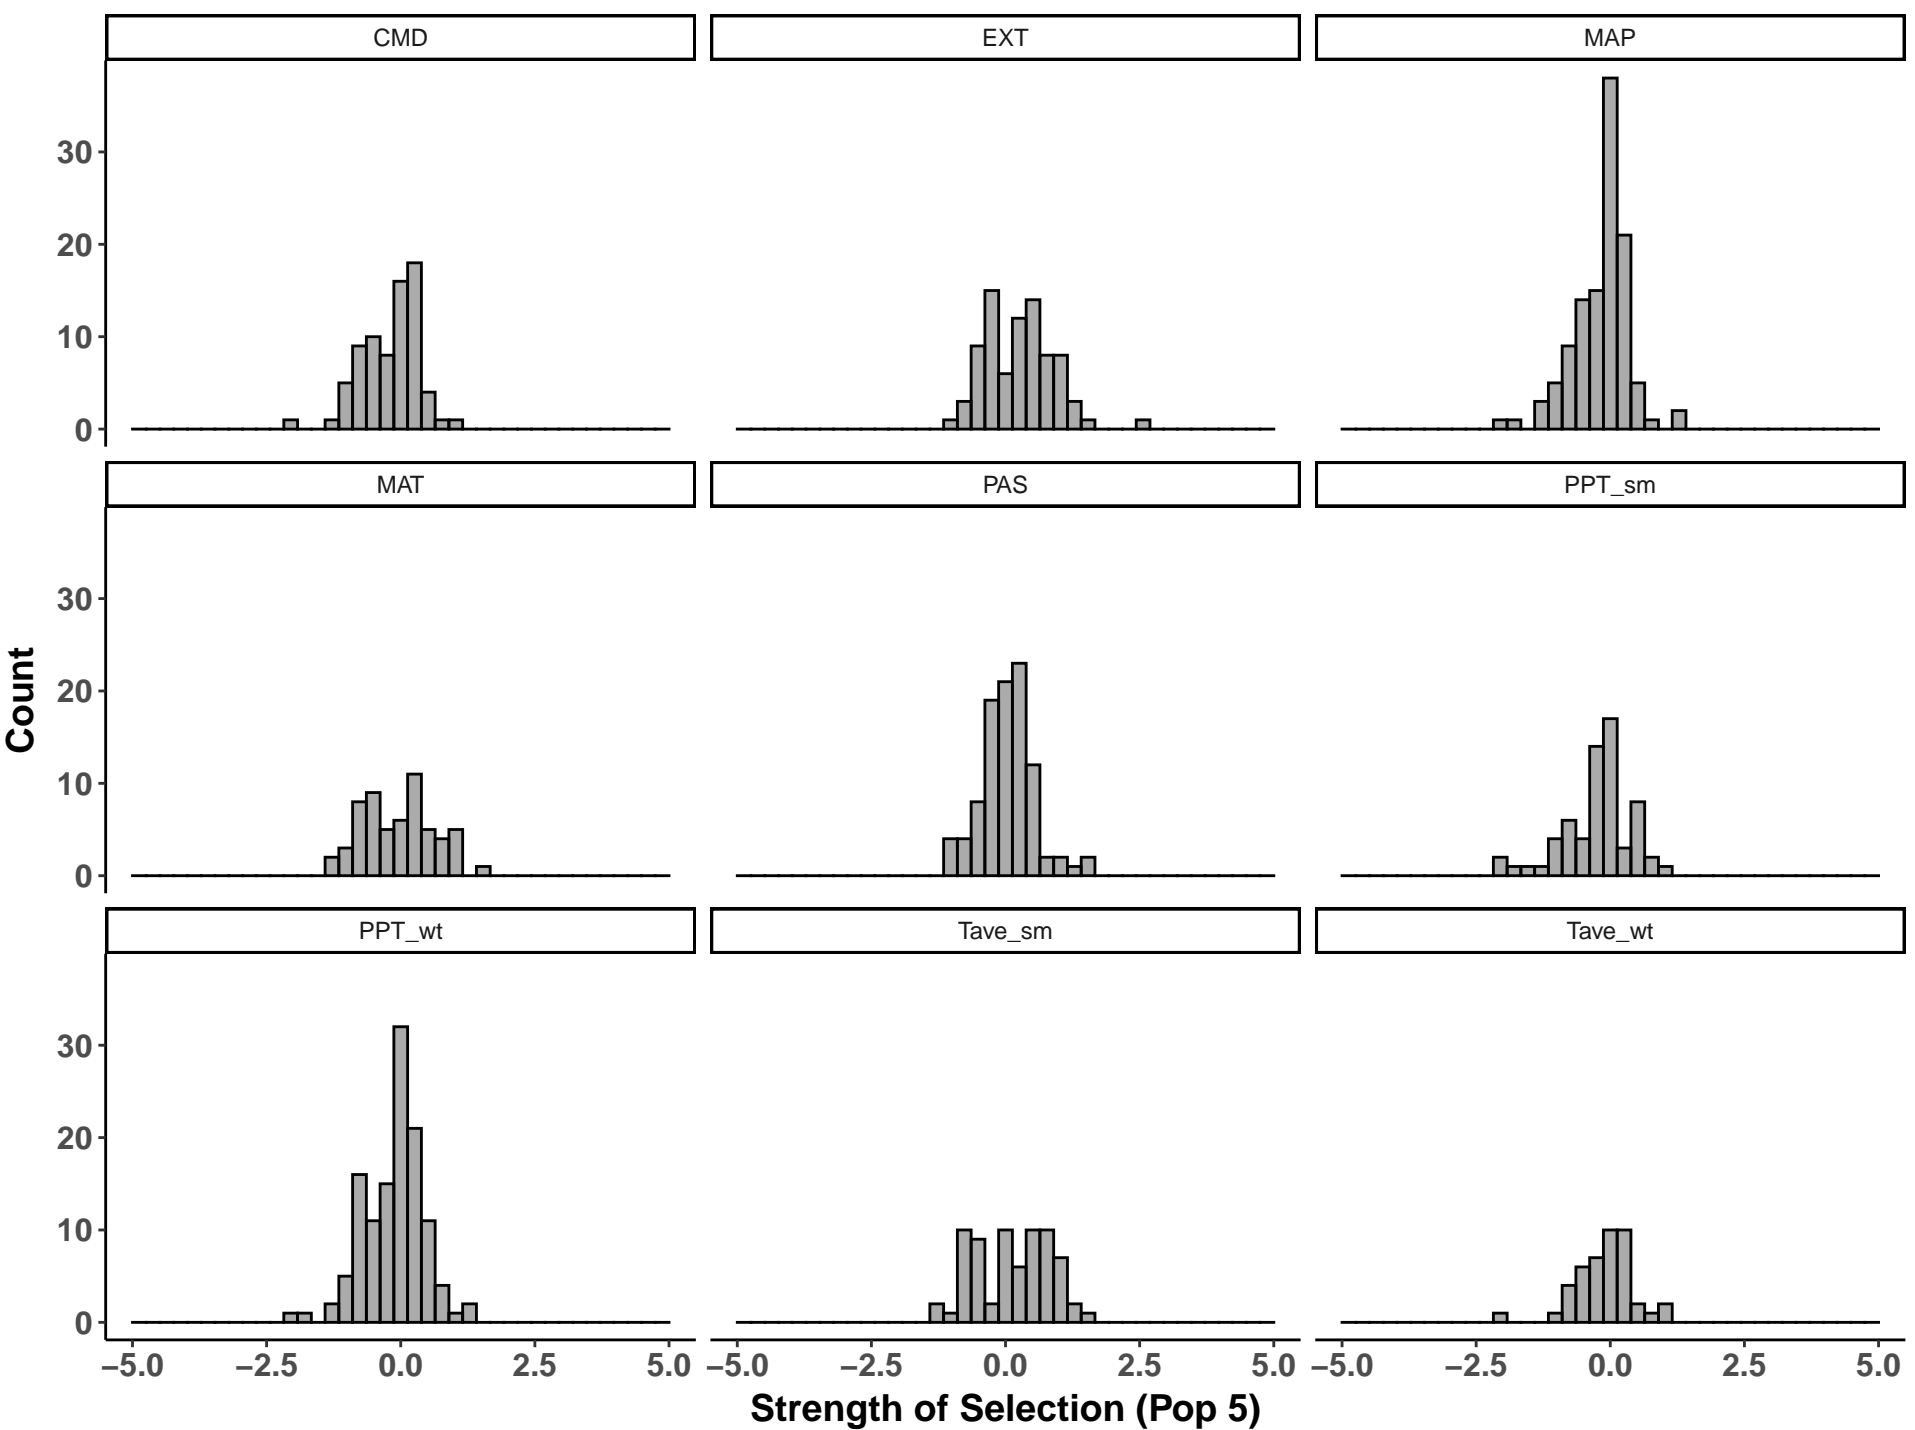 CMD EXT MAP
30
20
10
0
MAT PAS PPT_sm
30
20
10
0
Count
PPT_wt Tave_sm Tave_wt
30
20
10
0
−5.0 −2.5 0.0 2.5 5.0 −5.0 −2.5 0.0 2.5 5.0 −5.0 −2.5 0.0 2.5 5.0
Strength of Selection (Pop 5)